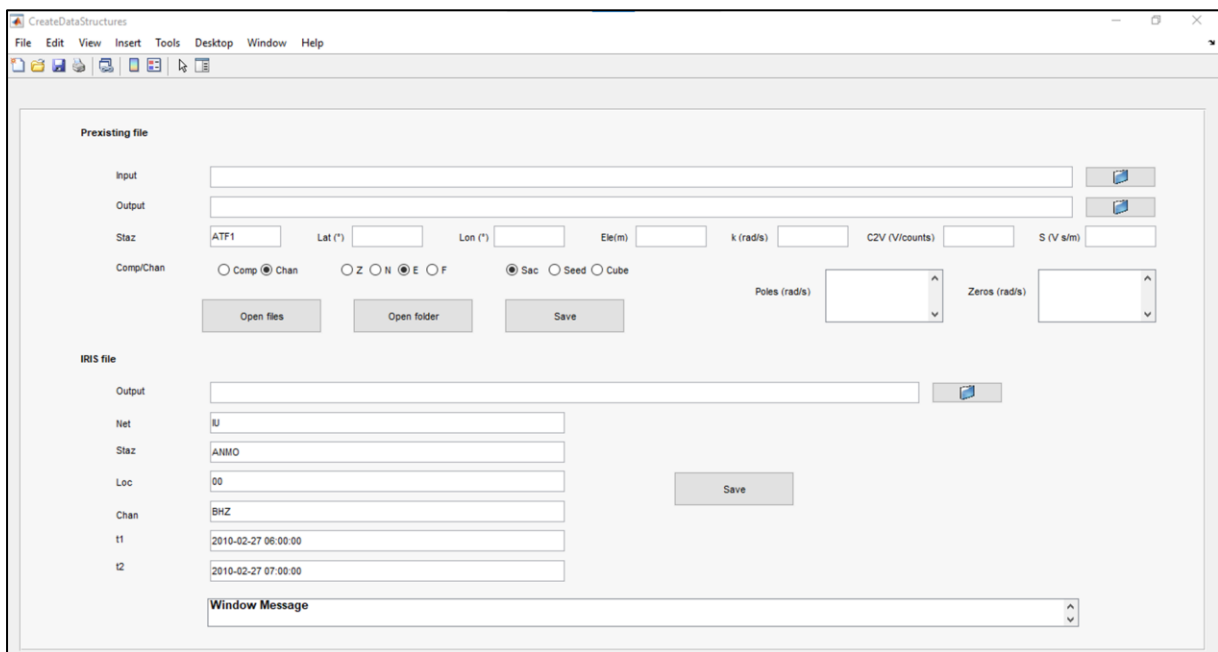 CreateDataStructures
File Edit View Insert Tools Desktop Window Help
Prexisting file
Input
Output
Staz ATF1 Lat (°) Lon (°) Ele(m) k (rad/s) C2V (V/counts) S (V s/m)
Comp/Chan Comp Chan Z N E F Sac Seed Cube
Poles (rad/s) Zeros (rad/s)
Open files Open folder Save
IRIS file
Output
Net IU
Staz ANMO
Loc 00
Save
Chan BHZ
t1 2010-02-27 06:00:00
t2 2010-02-27 07:00:00
Window Message